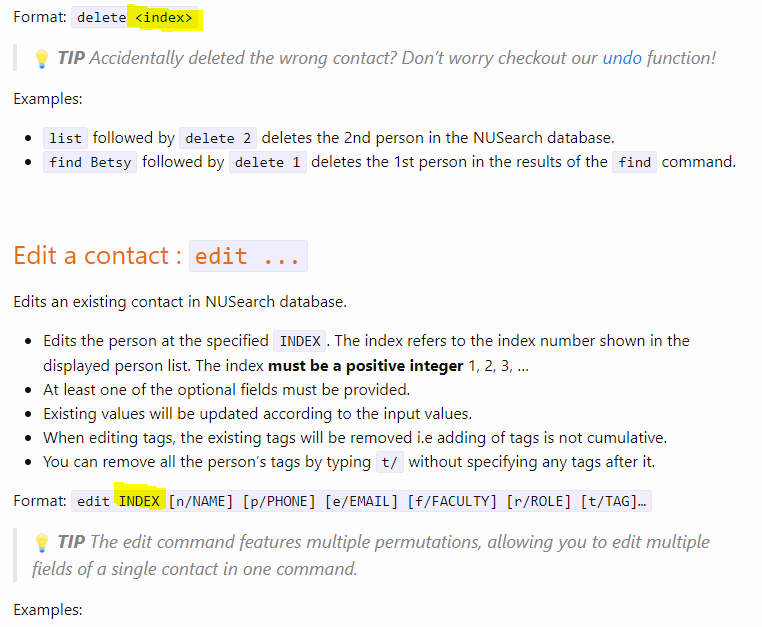 Format: delete <index>
💡 TIP Accidentally deleted the wrong contact? Don’t worry checkout our undo function!
Examples:
• list followed by delete 2 deletes the 2nd person in the NUSearch database.
• find Betsy followed by delete 1 deletes the 1st person in the results of the find command.
Edit a contact : edit ...
Edits an existing contact in NUSearch database.
• Edits the person at the specified INDEX. The index refers to the index number shown in the
displayed person list. The index must be a positive integer 1, 2, 3, …
• At least one of the optional fields must be provided.
• Existing values will be updated according to the input values.
• When editing tags, the existing tags will be removed i.e adding of tags is not cumulative.
• You can remove all the person’s tags by typing t/ without specifying any tags after it.
Format: edit INDEX [n/NAME] [p/PHONE] [e/EMAIL] [f/FACULTY] [r/ROLE] [t/TAG]…
💡 TIP The edit command features multiple permutations, allowing you to edit multiple
fields of a single contact in one command.
Examples: